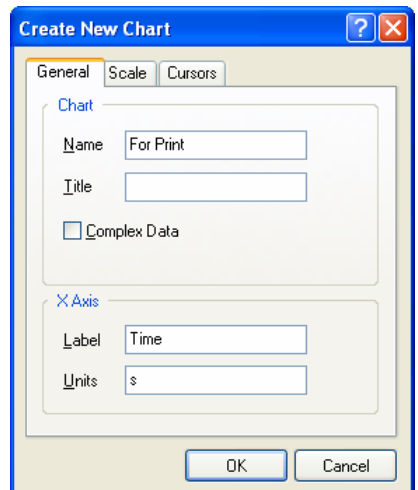 Create New Chart
General Scale Cursors
Chart
Name For Print
Title
Complex Data
X Axis
Label Time
Units s
OK Cancel